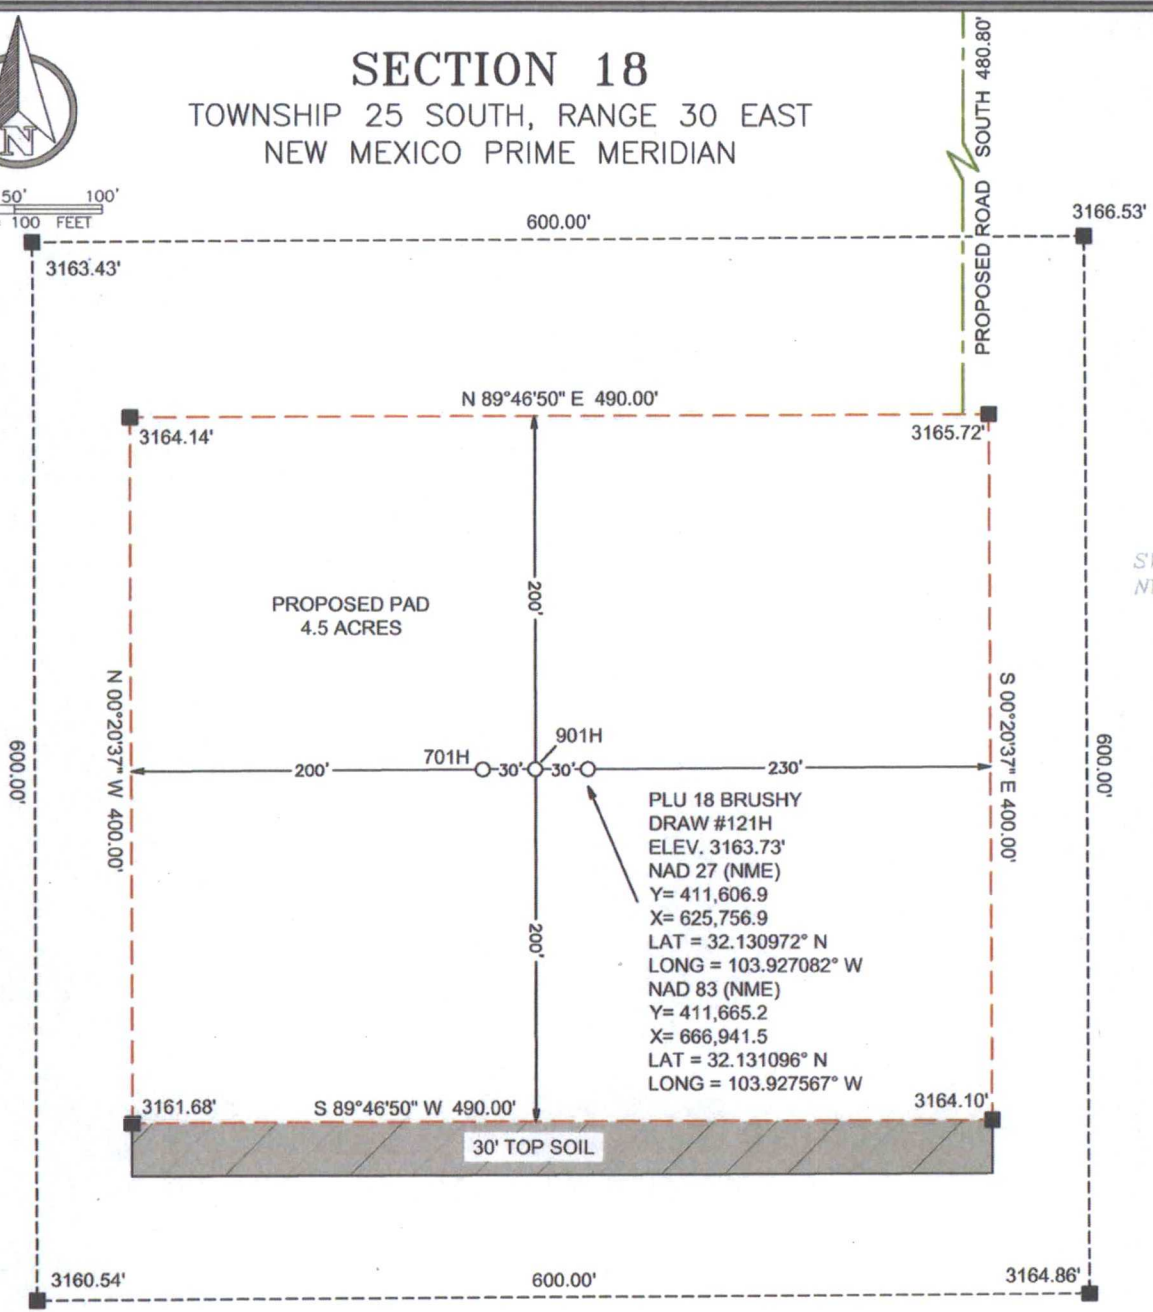 SECTION 18
TOWNSHIP 25 SOUTH, RANGE 30 EAST
NEW MEXICO PRIME MERIDIAN
N
50' 100'
100 FEET
PROPOSED ROAD SOUTH 480.80'
600.00'
3166.53'
3163.43'
N 89°46'50" E 490.00'
3164.14'
3165.72'
200'
PROPOSED PAD
4.5 ACRES
N 00°20'37" W 400.00'
S 00°20'37" E 400.00'
600.00'
600.00'
901H
701H
200'
30'
30'
230'
PLU 18 BRUSHY
DRAW #121H
ELEV. 3163.73'
NAD 27 (NME)
Y= 411,606.9
X= 625,756.9
LAT = 32.130972° N
LONG = 103.927082° W
NAD 83 (NME)
Y= 411,665.2
X= 666,941.5
LAT = 32.131096° N
LONG = 103.927567° W
200'
3161.68'
S 89°46'50" W 490.00'
3164.10'
30' TOP SOIL
3160.54'
600.00'
3164.86'